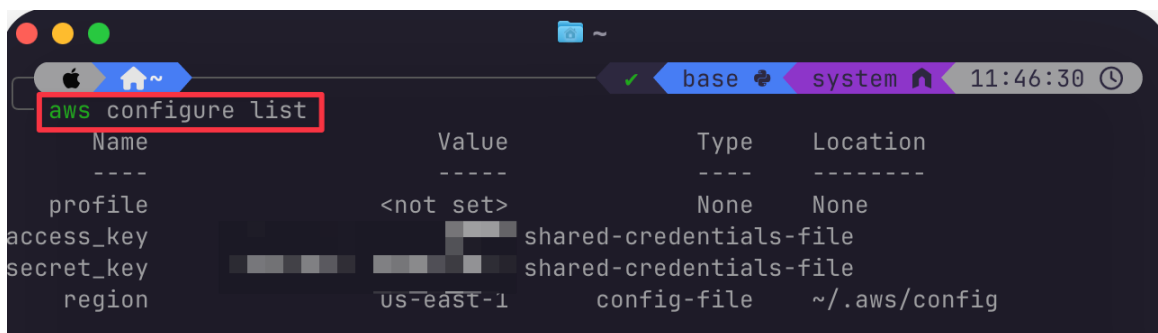 ~
~ base system 11:46:30
aws configure list
Name Value Type Location
---- ----- ---- --------
profile <not set> None None
access_key shared-credentials-file
secret_key shared-credentials-file
region us-east-1 config-file ~/.aws/config